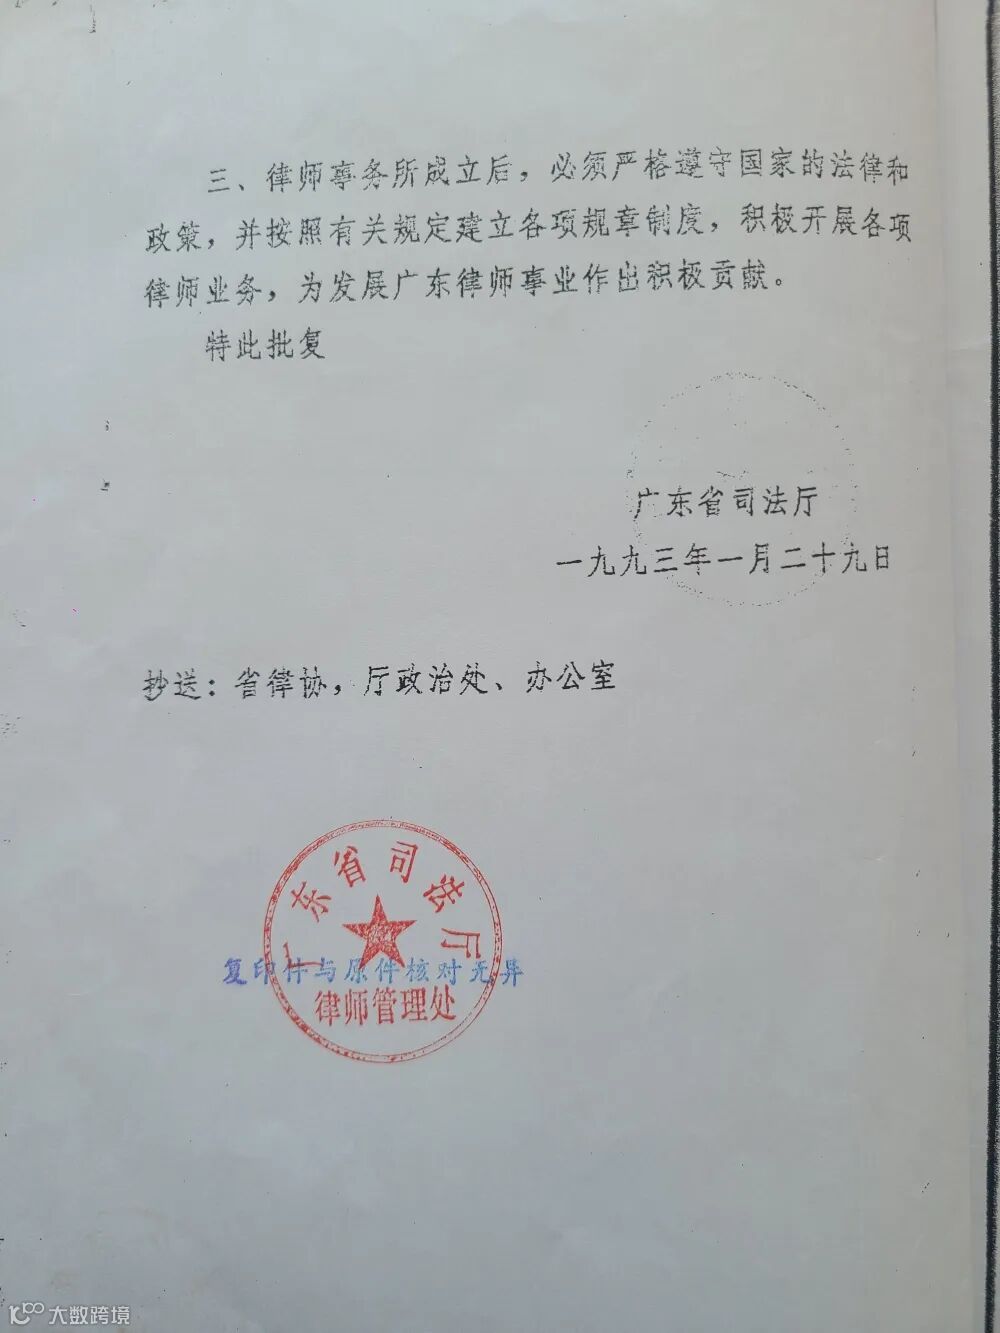 三、律师事务所成立后，必须严格遵守国家的法律和
政策，并按照有关规定建立各项规章制度，积极开展各项
律师业务，为发展广东律师事业作出积极贡献。
特此批复
广东省司法厅
一九九三年一月二十九日
抄送：省律协，厅政治处、办公室
广东省司法厅
复印件与原件核对无异
律师管理处
大数跨境